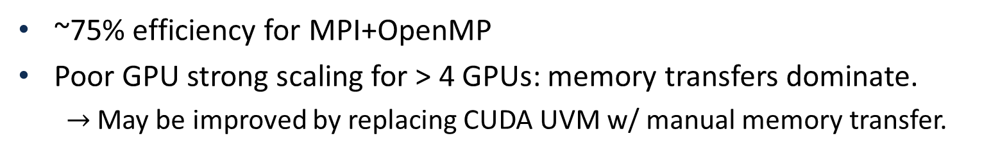 • ~75% efficiency for MPI+OpenMP
• Poor GPU strong scaling for > 4 GPUs: memory transfers dominate.
→ May be improved by replacing CUDA UVM w/ manual memory transfer.